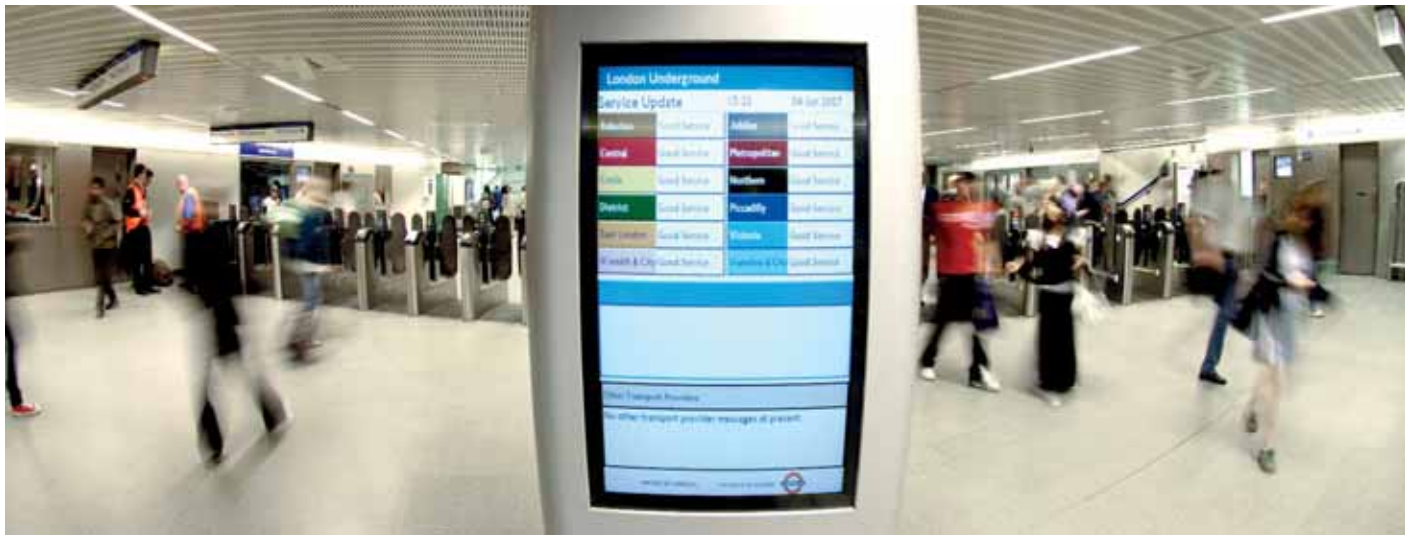 London Underground
Service Update 15:22 04 Jul 2007
Bakerloo Good Service Jubilee Good Service
Central Good Service Metropolitan Good Service
Circle Good Service Northern Good Service
District Good Service Piccadilly Good Service
East London Good Service Victoria Good Service
H'smith & City Good Service Waterloo & City Good Service
Other Transport Providers
No other transport provider messages at present.